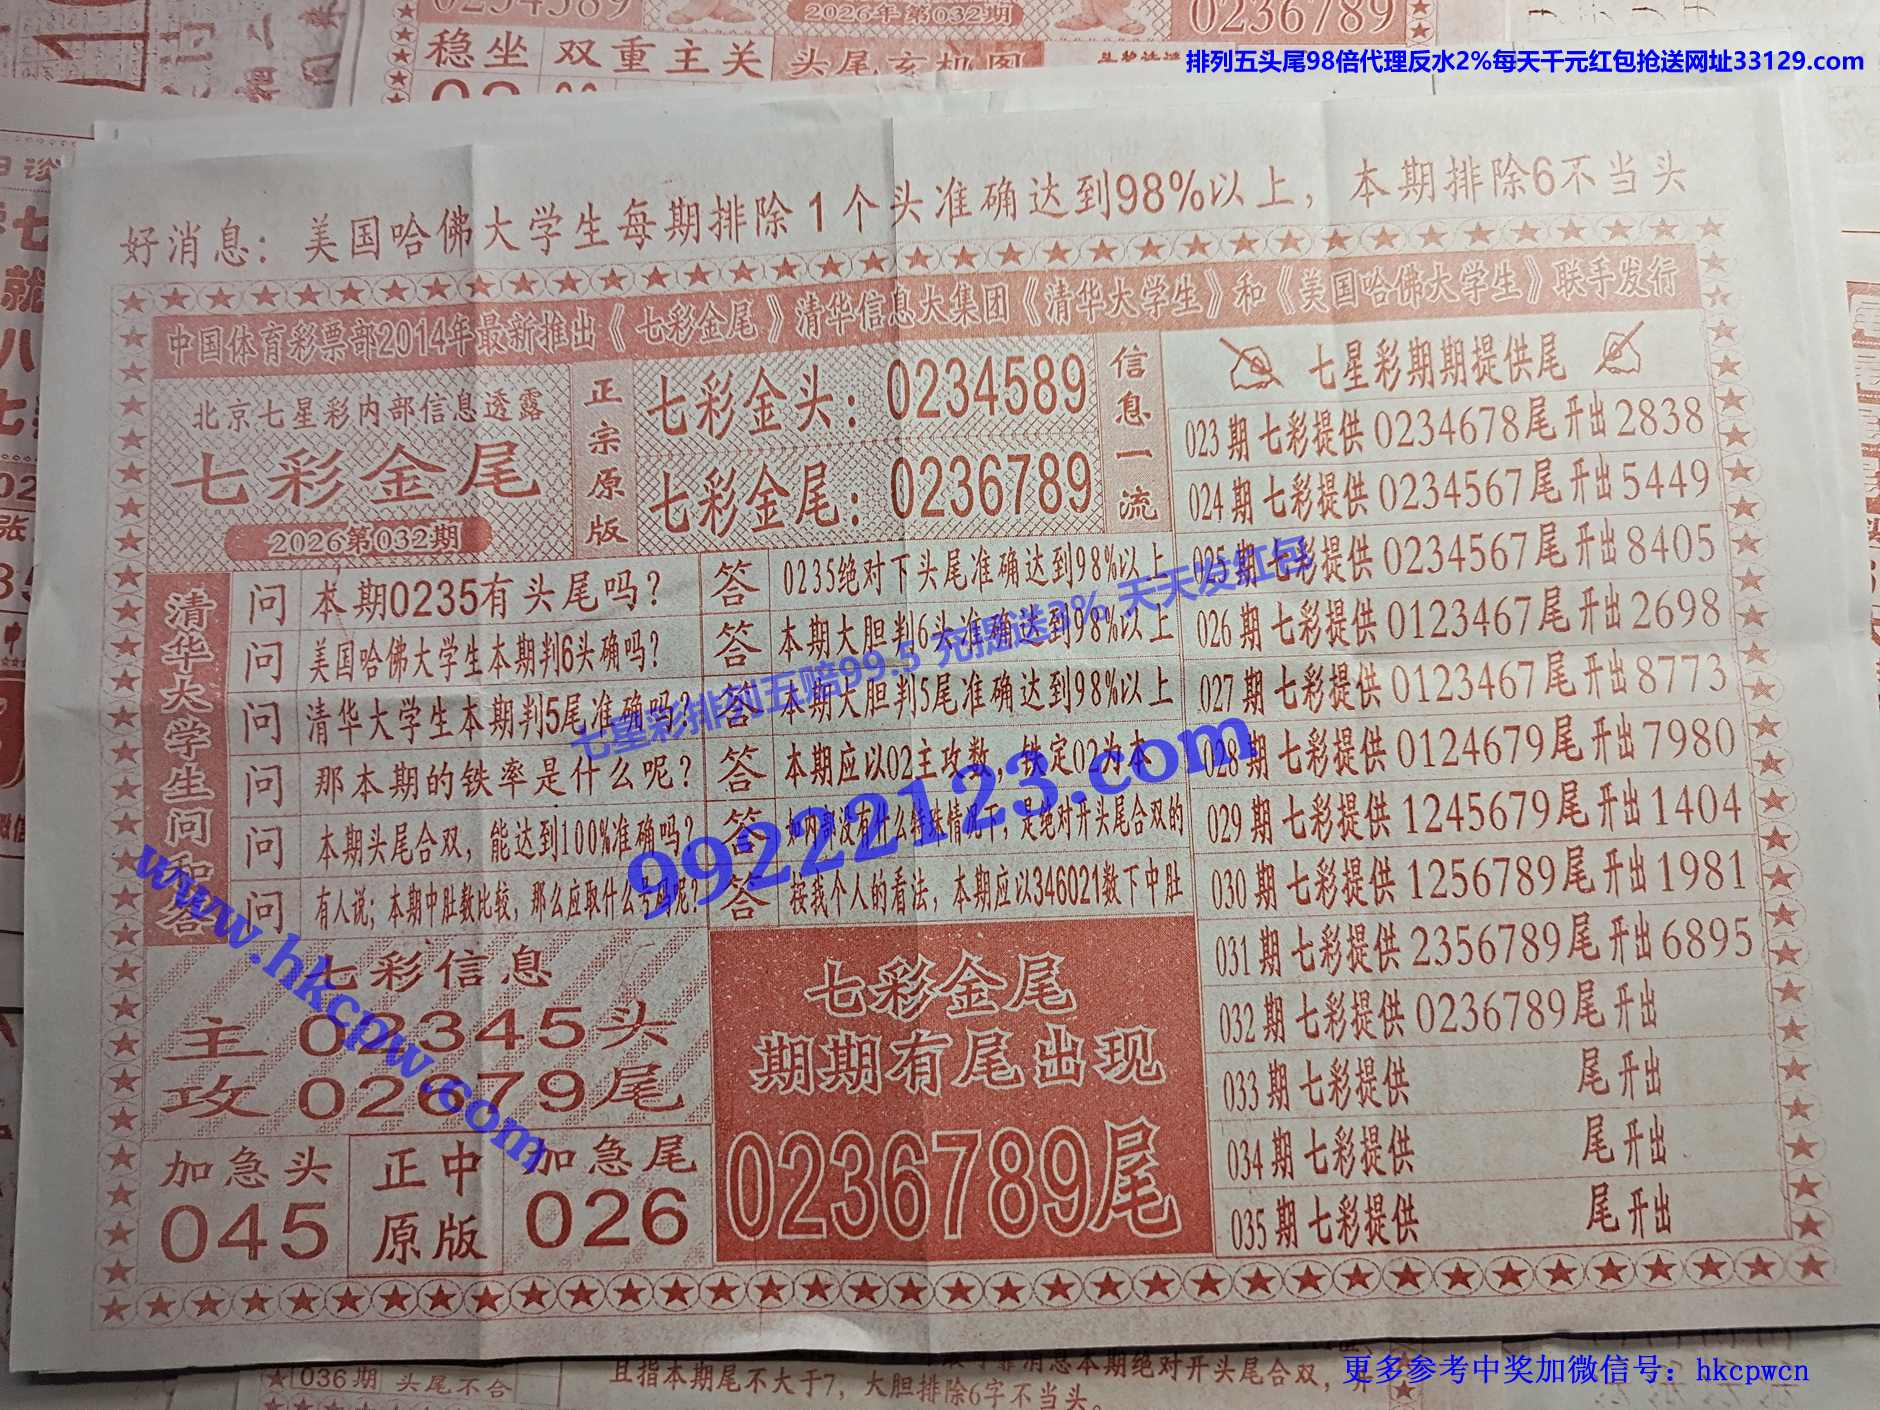 0234589
2026年第032期
0236789
稳坐
双重主关
头尾玄机图
排列五头尾98倍代理反水2%每天千元红包抢送网址33129.com
好消息：美国哈佛大学生每期排除1个头准确达到98%以上，本期排除6不当头
中国体育彩票部2014年最新推出《七彩金尾》清华信息大集团《清华大学生》和《美国哈佛大学生》联手发行
北京七星彩内部信息透露
七彩金尾
2026第032期
正宗原版
七彩金头：0234589
七彩金尾：0236789
信息一流
七星彩期期提供尾
023期 七彩提供 0234678尾 开出 2838
024期 七彩提供 0234567尾 开出 5449
025期 七彩提供 0234567尾 开出 8405
026期 七彩提供 0123467尾 开出 2698
027期 七彩提供 0123467尾 开出 8773
028期 七彩提供 0124679尾 开出 7980
029期 七彩提供 1245679尾 开出 1404
030期 七彩提供 1256789尾 开出 1981
031期 七彩提供 2356789尾 开出 6895
032期 七彩提供 0236789尾 开出
033期 七彩提供 尾 开出
034期 七彩提供 尾 开出
035期 七彩提供 尾 开出
清华大学生问和答
问 本期0235有头尾吗？ 答 0235绝对下头尾准确达到98%以上
问 美国哈佛大学生本期判6头确吗？ 答 本期大胆判6头准确达到98%以上
问 清华大学生本期判5尾准确吗？ 答 本期大胆判5尾准确达到98%以上
问 那本期的铁率是什么呢？ 答 本期应以02主攻数，铁定02为本
问 本期头尾合双，能达到100%准确吗？ 答 如内部没有什么特殊情况下，是绝对开头尾合双的
问 有人说；本期中肚数比较，那么应取什么号码呢？ 答 按我个人的看法，本期应以346021数下中肚
七星彩排列五赔99.5 充提送3% 天天发红包
99222123.com
www.hkcpw.com
七彩信息
主 02345头
攻 02679尾
加急头
045
正中
原版
加急尾
026
七彩金尾
期期有尾出现
0236789尾
036期 头尾不合
且指本期尾不大于7，大胆排除6字不当头。
更多参考中奖加微信号：hkcpwcn